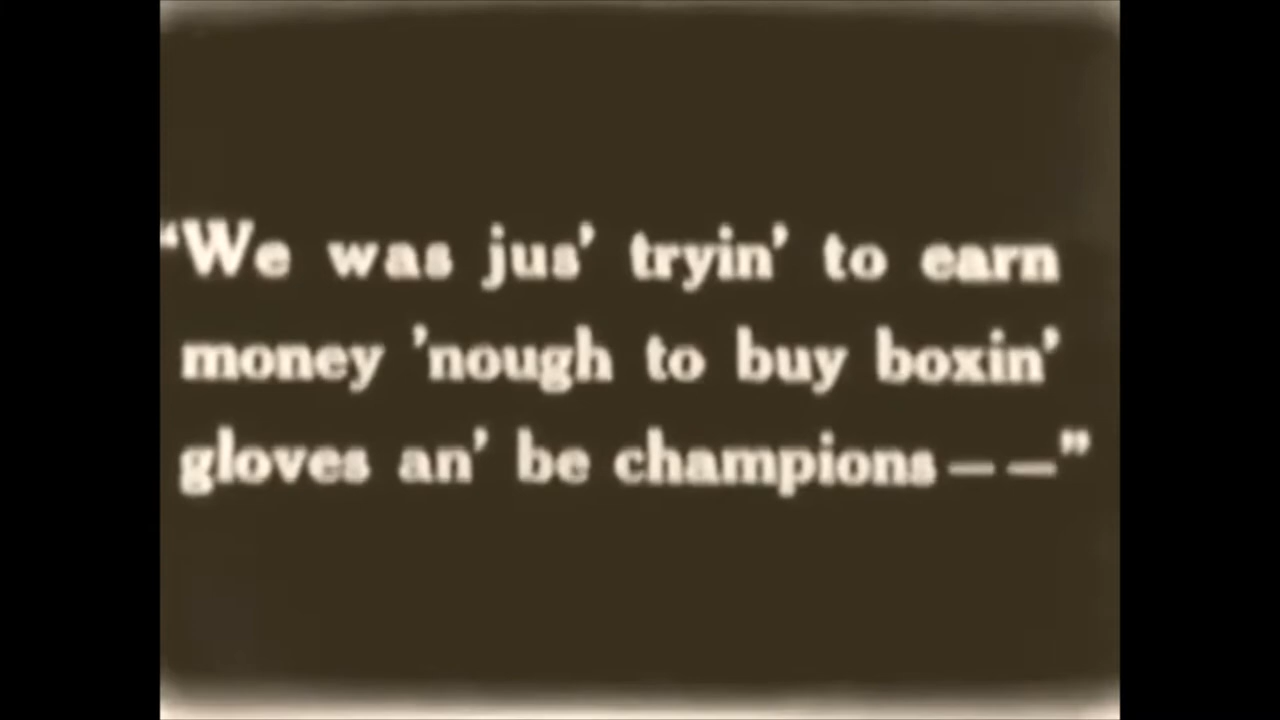 “We was jus’ tryin’ to earn
money ’nough to buy boxin’
gloves an’ be champions——”